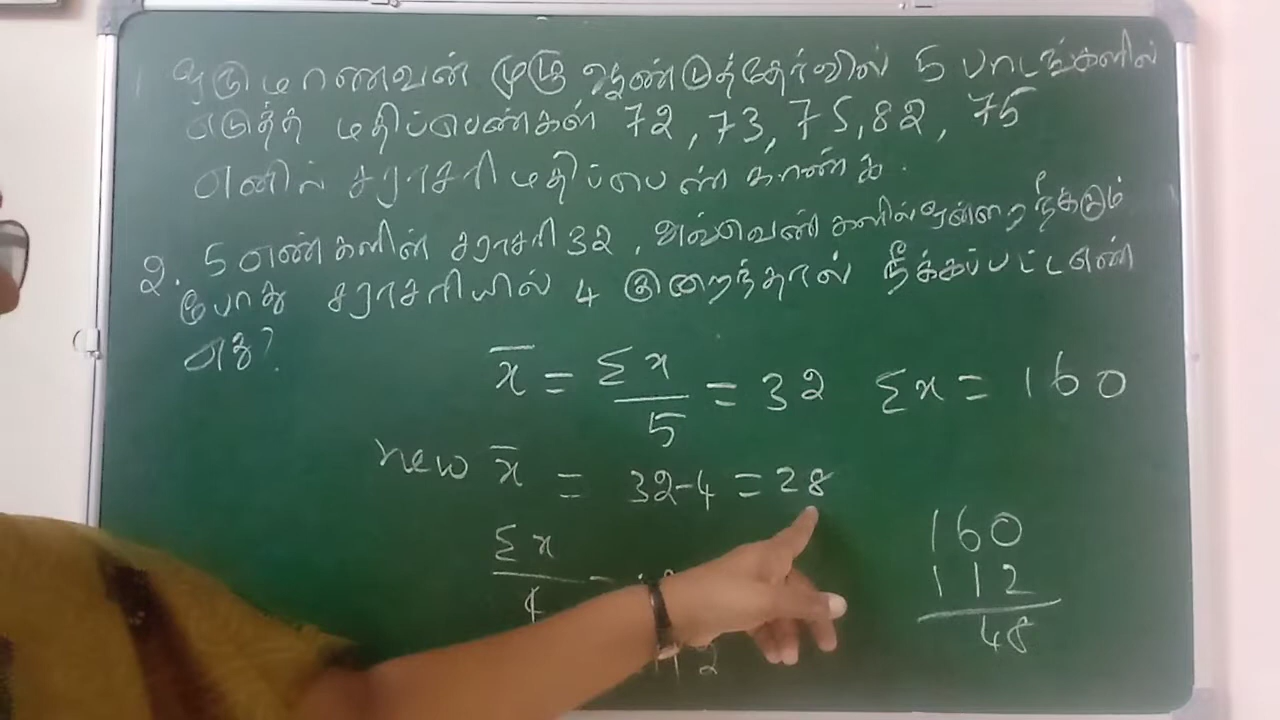 1 ஒரு மாணவன் முழு ஆண்டுத்தேர்வில் 5 பாடங்களில்
எடுத்த மதிப்பெண்கள் 72, 73, 75, 82, 75
எனில் சராசரி மதிப்பெண் காண்க.
2. 5 எண்களின் சராசரி 32, அவ்வெண்களில் ஒன்றை நீக்கும்
போது சராசரியில் 4 குறைந்தால் நீக்கப்பட்ட எண்
எது?
x̅ = Σx / 5 = 32 Σx = 160
new x̅ = 32-4 = 28
Σx / 4 =
112
160
112
48